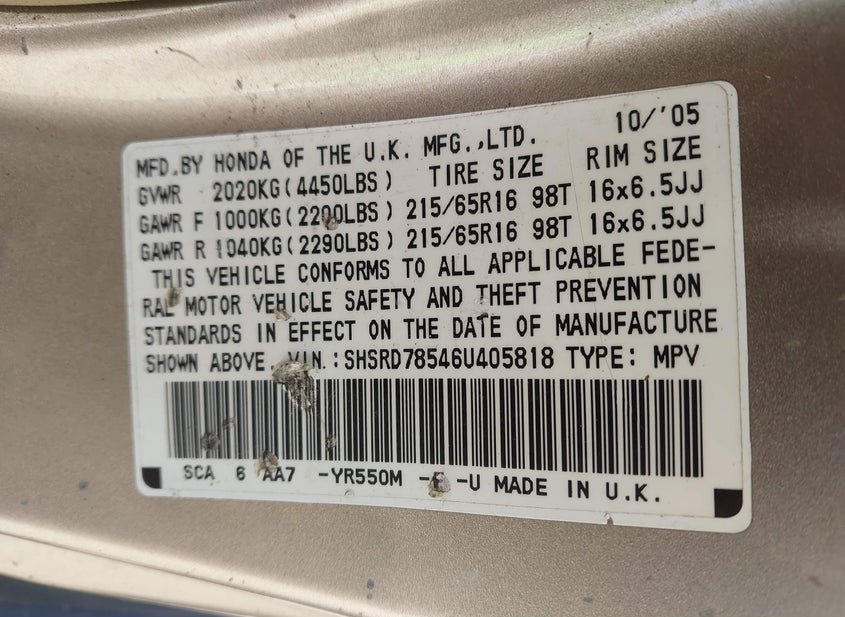 10/'05
MFD.BY HONDA OF THE U.K. MFG.,LTD.
GVWR 2020KG(4450LBS) TIRE SIZE RIM SIZE
GAWR F 1000KG(2200LBS) 215/65R16 98T 16x6.5JJ
GAWR R 1040KG(2290LBS) 215/65R16 98T 16x6.5JJ
THIS VEHICLE CONFORMS TO ALL APPLICABLE FEDE-
RAL MOTOR VEHICLE SAFETY AND THEFT PREVENTION
STANDARDS IN EFFECT ON THE DATE OF MANUFACTURE
SHOWN ABOVE. VIN.:SHSRD78546U405818 TYPE: MPV
SCA 6 AA7 -YR550M - -U MADE IN U.K.